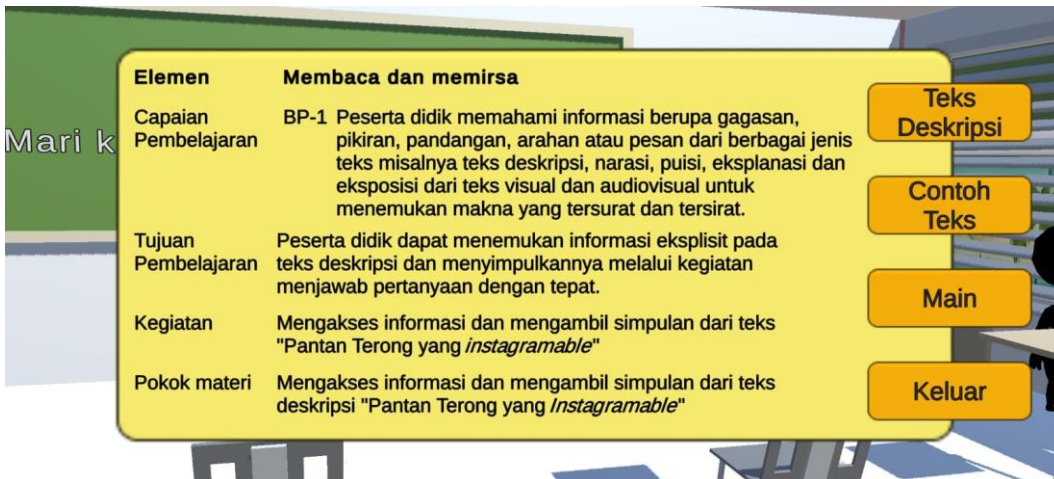 Mari k
Elemen Membaca dan memirsa
Capaian Pembelajaran BP-1 Peserta didik memahami informasi berupa gagasan,
pikiran, pandangan, arahan atau pesan dari berbagai jenis
teks misalnya teks deskripsi, narasi, puisi, eksplanasi dan
eksposisi dari teks visual dan audiovisual untuk
menemukan makna yang tersurat dan tersirat.
Tujuan Pembelajaran Peserta didik dapat menemukan informasi eksplisit pada
teks deskripsi dan menyimpulkannya melalui kegiatan
menjawab pertanyaan dengan tepat.
Kegiatan Mengakses informasi dan mengambil simpulan dari teks
"Pantan Terong yang instagramable"
Pokok materi Mengakses informasi dan mengambil simpulan dari teks
deskripsi "Pantan Terong yang Instagramable"
Teks
Deskripsi
Contoh
Teks
Main
Keluar